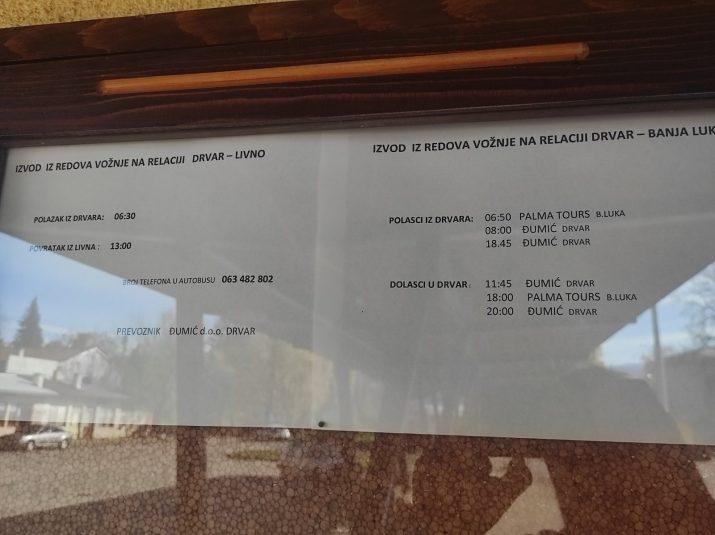 IZVOD IZ REDOVA VOŽNJE NA RELACIJI DRVAR – LIVNO
POLAZAK IZ DRVARA: 06:30
POVRATAK IZ LIVNA : 13:00
BROJ TELEFONA U AUTOBUSU 063 482 802
PREVOZNIK ĐUMIĆ d.o.o. DRVAR
IZVOD IZ REDOVA VOŽNJE NA RELACIJI DRVAR – BANJA LUK
POLASCI IZ DRVARA: 06:50 PALMA TOURS B.LUKA
08:00 ĐUMIĆ DRVAR
18.45 ĐUMIĆ DRVAR
DOLASCI U DRVAR: 11:45 ĐUMIĆ DRVAR
18:00 PALMA TOURS B.LUKA
20:00 ĐUMIĆ DRVAR